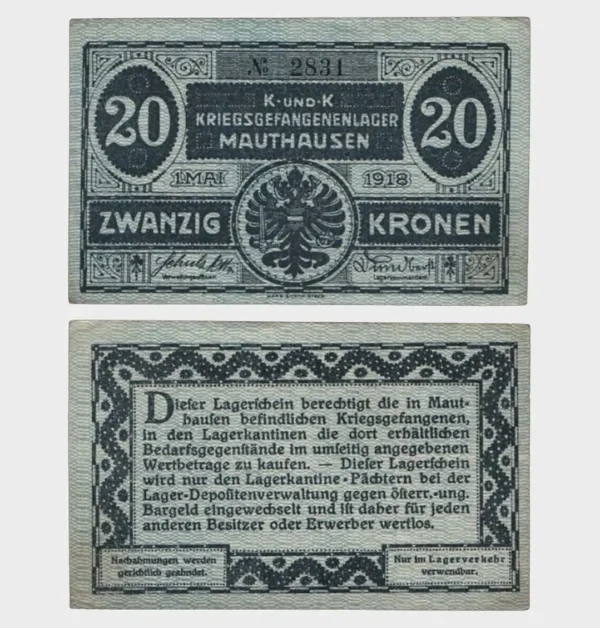 № 2831
20
K-UND-K
KRIEGSGEFANGENENLAGER
MAUTHAUSEN
20
1.MAI 1918
ZWANZIG KRONEN
Lagerkommandant
Dieſer Lagerſchein berechtigt die in Maut-
hauſen befindlichen Kriegsgefangenen,
in den Lagerkantinen die dort erhältlichen
Bedarfsgegenſtände im umſeitig angegebenen
Wertbetrage zu kaufen. — Dieſer Lagerſchein
wird nur den Lagerkantine-Pächtern bei der
Lager-Depoſitenverwaltung gegen öſterr.-ung.
Bargeld eingewechselt und iſt daher für jeden
anderen Besitzer oder Erwerber wertlos.
Nachahmungen werden
gerichtlich geahndet.
Nur im Lagerverkehr
verwendbar.